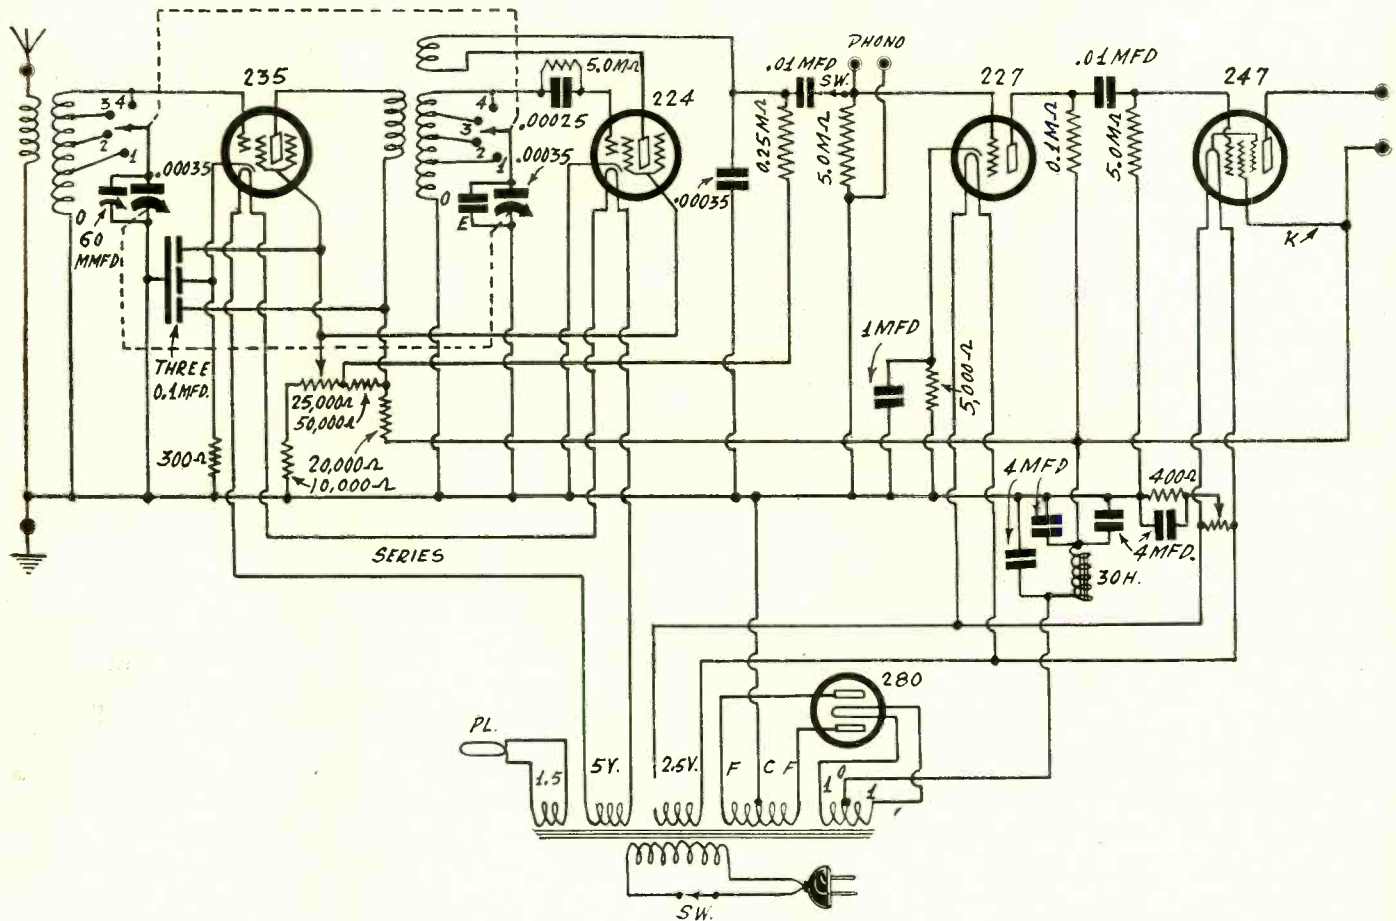 PHONO
.01 MFD
SW.
.01 MFD
235
5.0MΩ
224
227
247
3 4
2
1
4
3
2
1
.00025
.00035
.00035
0.25MΩ
5.0MΩ
0.1MΩ
5.0MΩ
0
60
MMFD.
0
E
.00035
K
THREE
0.1MFD.
1MFD
5,000Ω
25,000Ω
50,000Ω
300Ω
20,000Ω
10,000Ω
4MFD
400Ω
4MFD.
30H.
SERIES
280
PL.
1.5
5V.
2.5V.
F
C
F
1
0
1
SW.